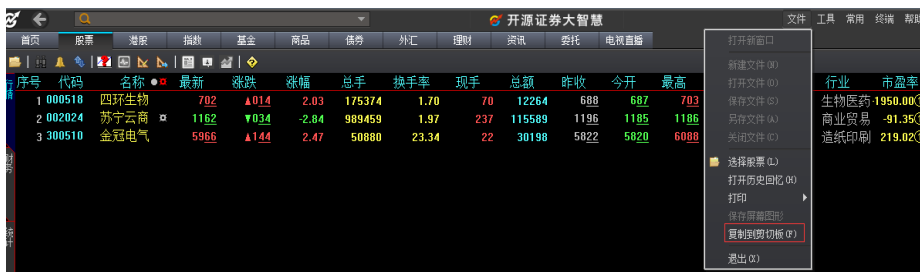 开源证券大智慧 文件 工具 常用 终端 帮助
首页 股票 港股 指数 基金 商品 债券 外汇 理财 资讯 委托 电视直播
序号 代码 名称 最新 涨跌 涨幅 总手 换手率 现手 总额 昨收 今开 最高 行业 市盈率
1 000518 四环生物 702 ▲014 2.03 175374 1.70 70 12264 688 687 703 生物医药 -1950.00
2 002024 苏宁云商 1162 ▼034 -2.84 989459 1.97 237 115589 1196 1185 1186 商业贸易 -91.35
3 300510 金冠电气 5966 ▲144 2.47 50880 23.34 22 30198 5822 5820 6088 造纸印刷 219.02
打开新窗口
新建文件(N)
打开文件(O)
保存文件(S)
另存文件(A)
关闭文件(C)
选择股票(L)
打开历史回忆(H)
打印
保存屏幕图形
复制到剪切板(F)
退出(X)